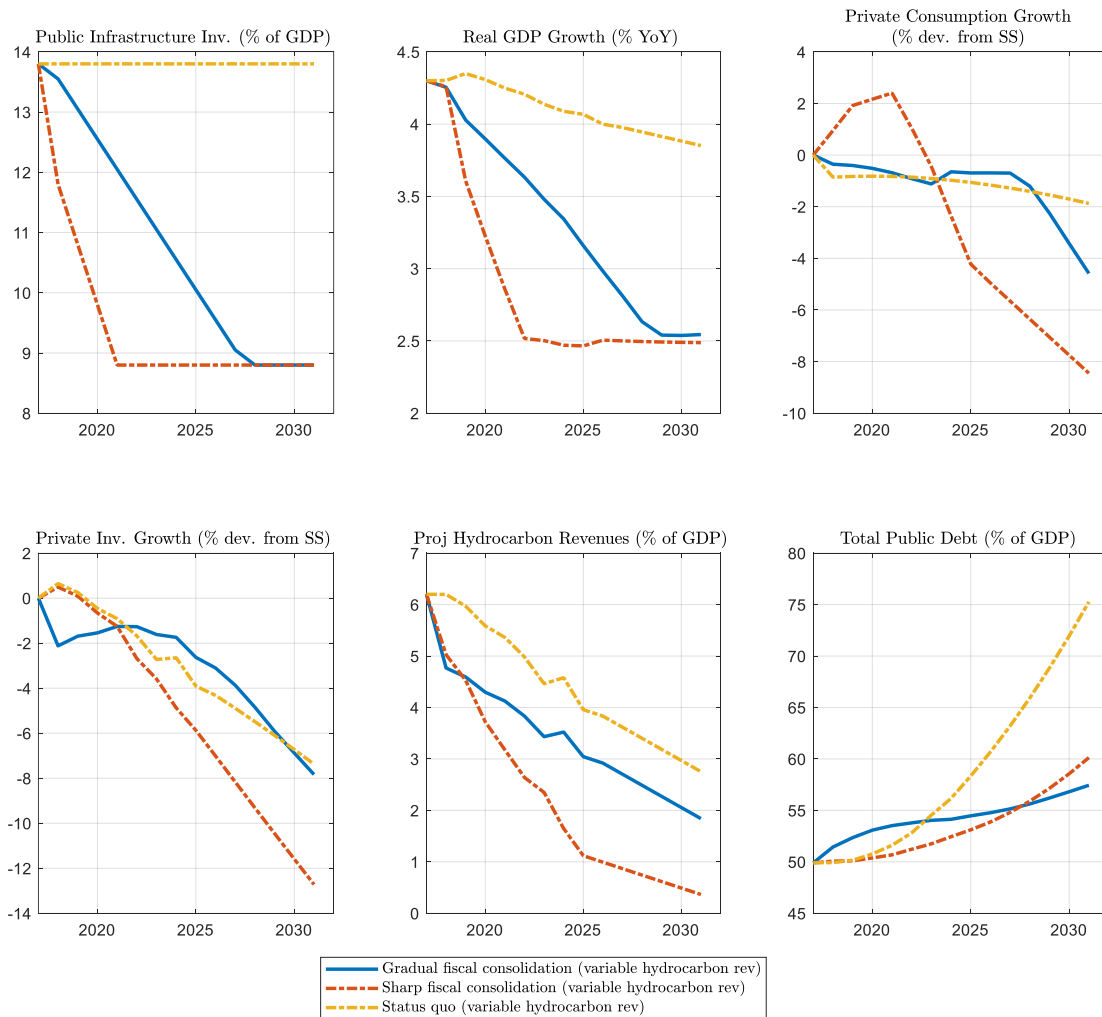 Public Infrastructure Inv. (% of GDP)
14
13
12
11
10
9
8
2020 2025 2030
Real GDP Growth (% YoY)
4.5
4
3.5
3
2.5
2
2020 2025 2030
Private Consumption Growth
(% dev. from SS)
4
2
0
-2
-4
-6
-8
-10
2020 2025 2030
Private Inv. Growth (% dev. from SS)
2
0
-2
-4
-6
-8
-10
-12
-14
2020 2025 2030
Proj Hydrocarbon Revenues (% of GDP)
7
6
5
4
3
2
1
0
2020 2025 2030
Total Public Debt (% of GDP)
80
75
70
65
60
55
50
45
2020 2025 2030
Gradual fiscal consolidation (variable hydrocarbon rev)
Sharp fiscal consolidation (variable hydrocarbon rev)
Status quo (variable hydrocarbon rev)